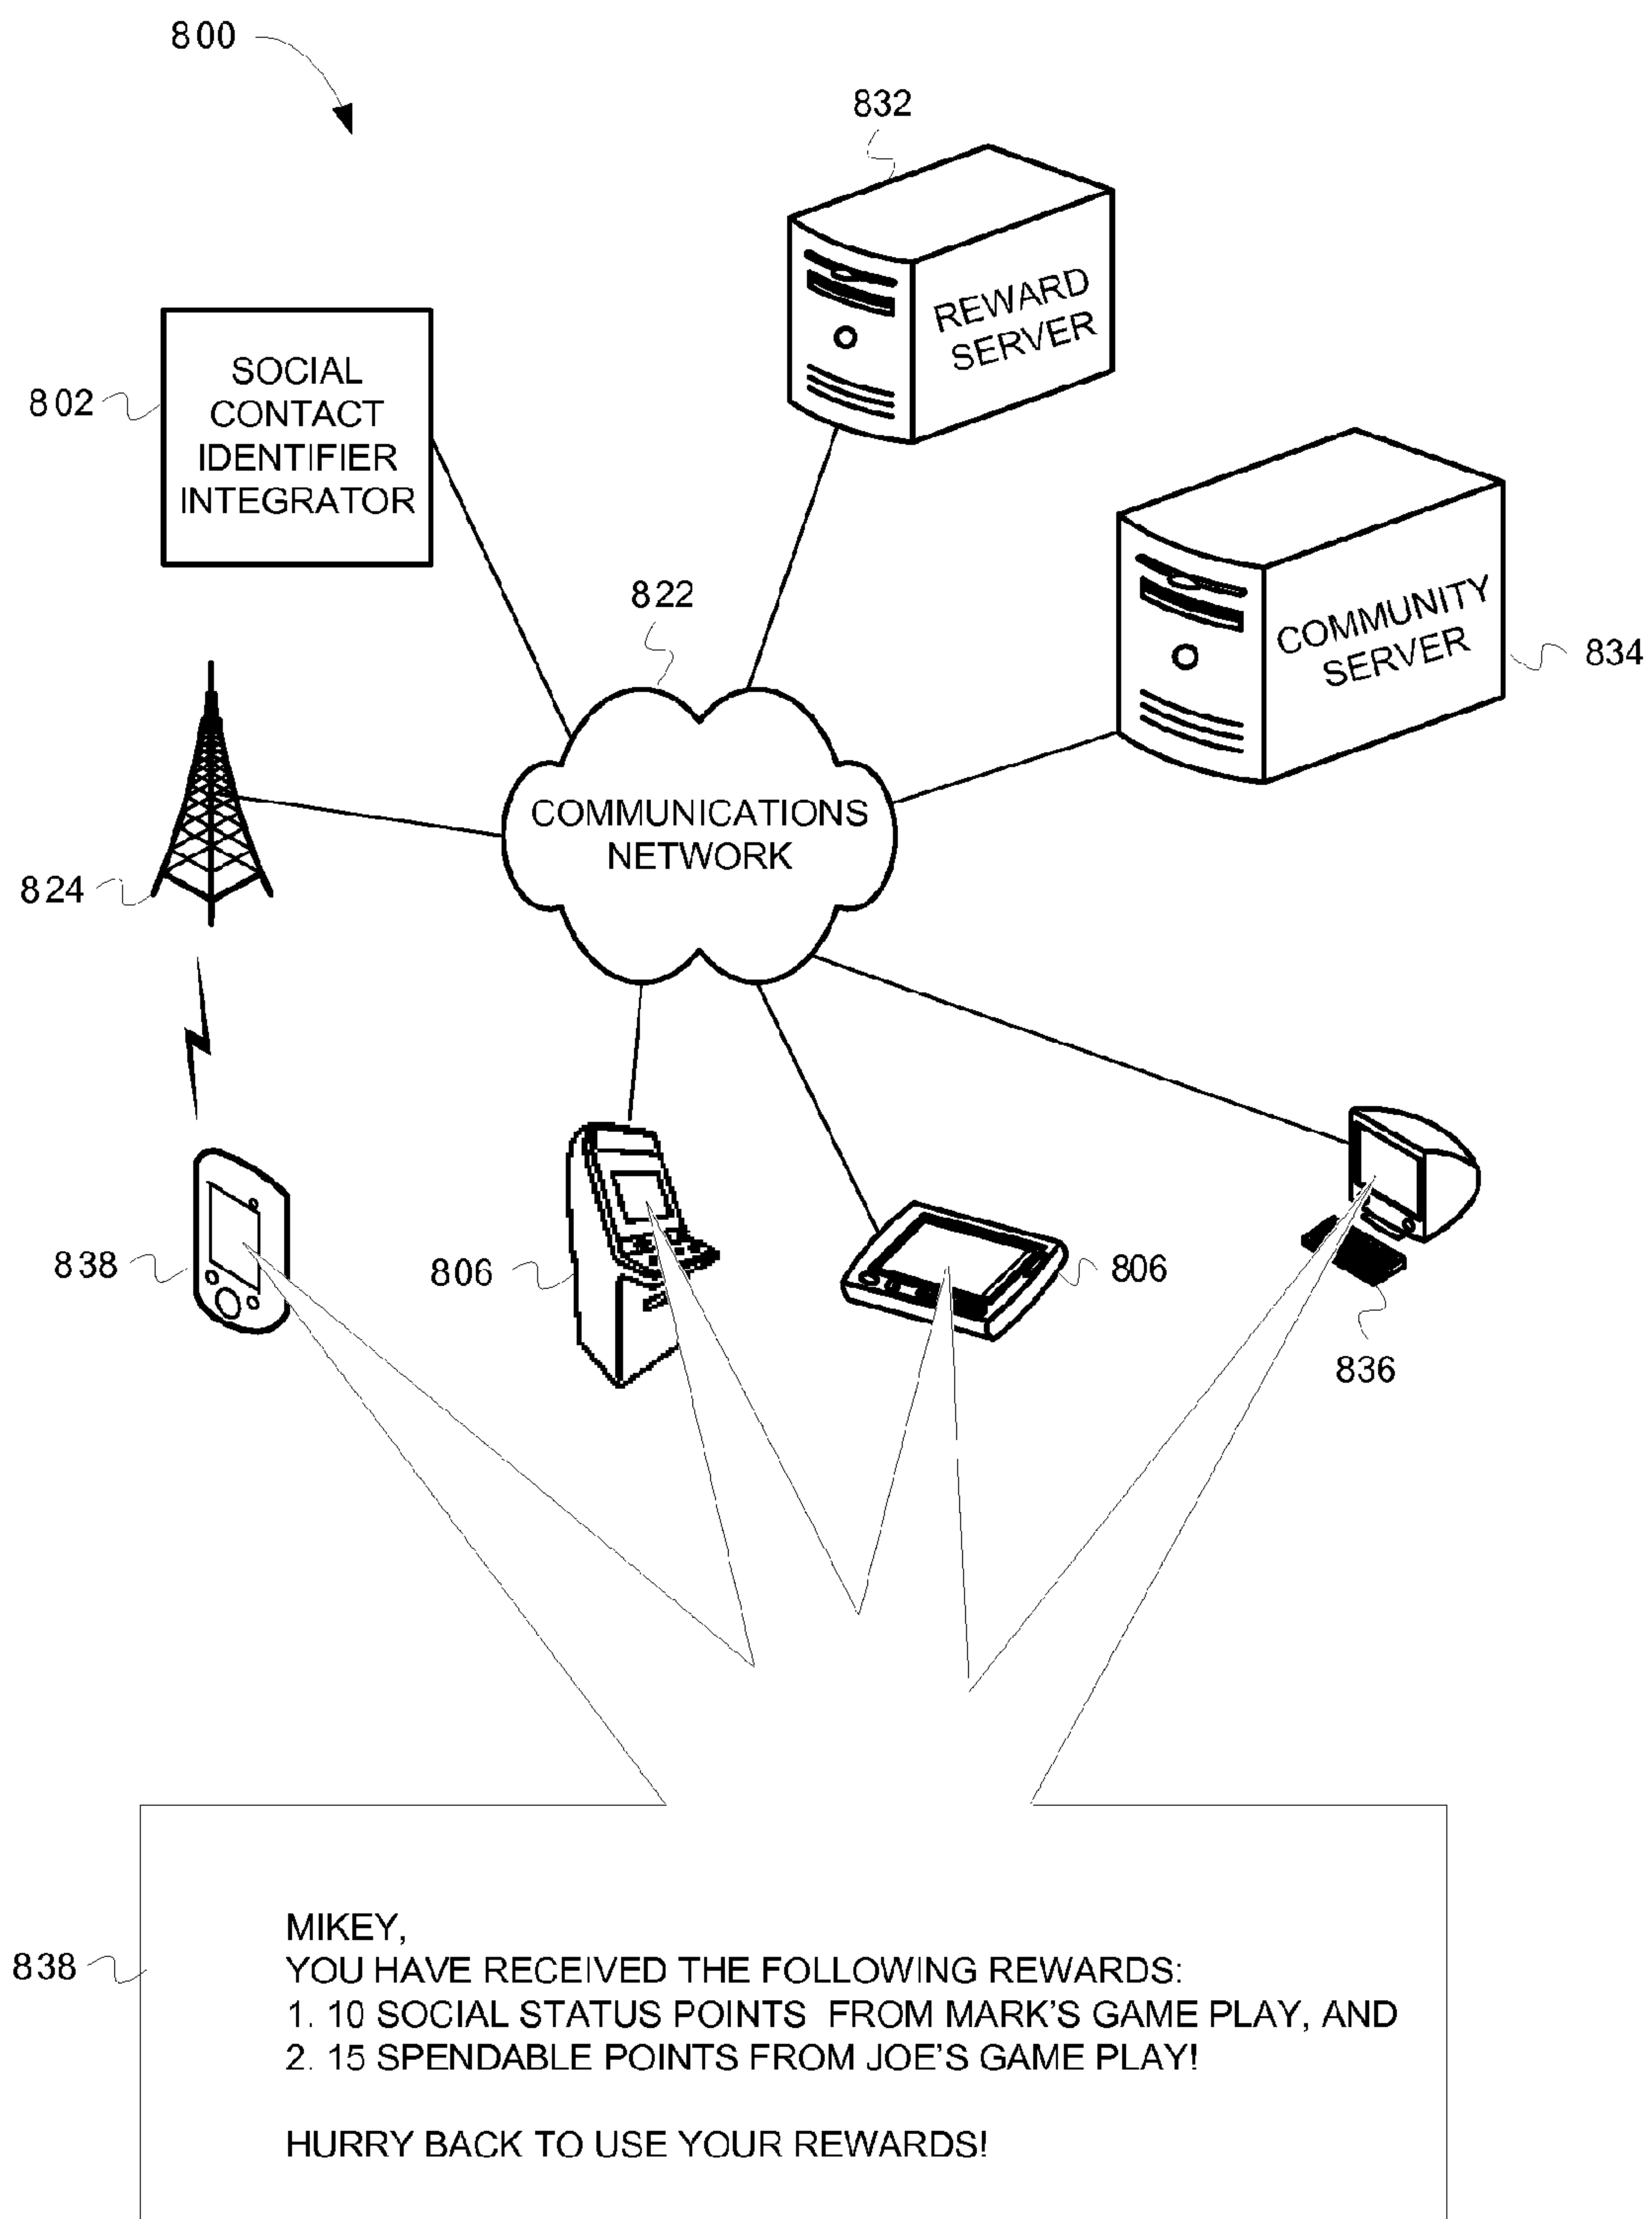 800
832
REWARD
SERVER
802
SOCIAL
CONTACT
IDENTIFIER
INTEGRATOR
822
COMMUNITY
SERVER
834
COMMUNICATIONS
NETWORK
824
838
806
806
836
838
MIKEY,
YOU HAVE RECEIVED THE FOLLOWING REWARDS:
1. 10 SOCIAL STATUS POINTS FROM MARK'S GAME PLAY, AND
2. 15 SPENDABLE POINTS FROM JOE'S GAME PLAY!
HURRY BACK TO USE YOUR REWARDS!